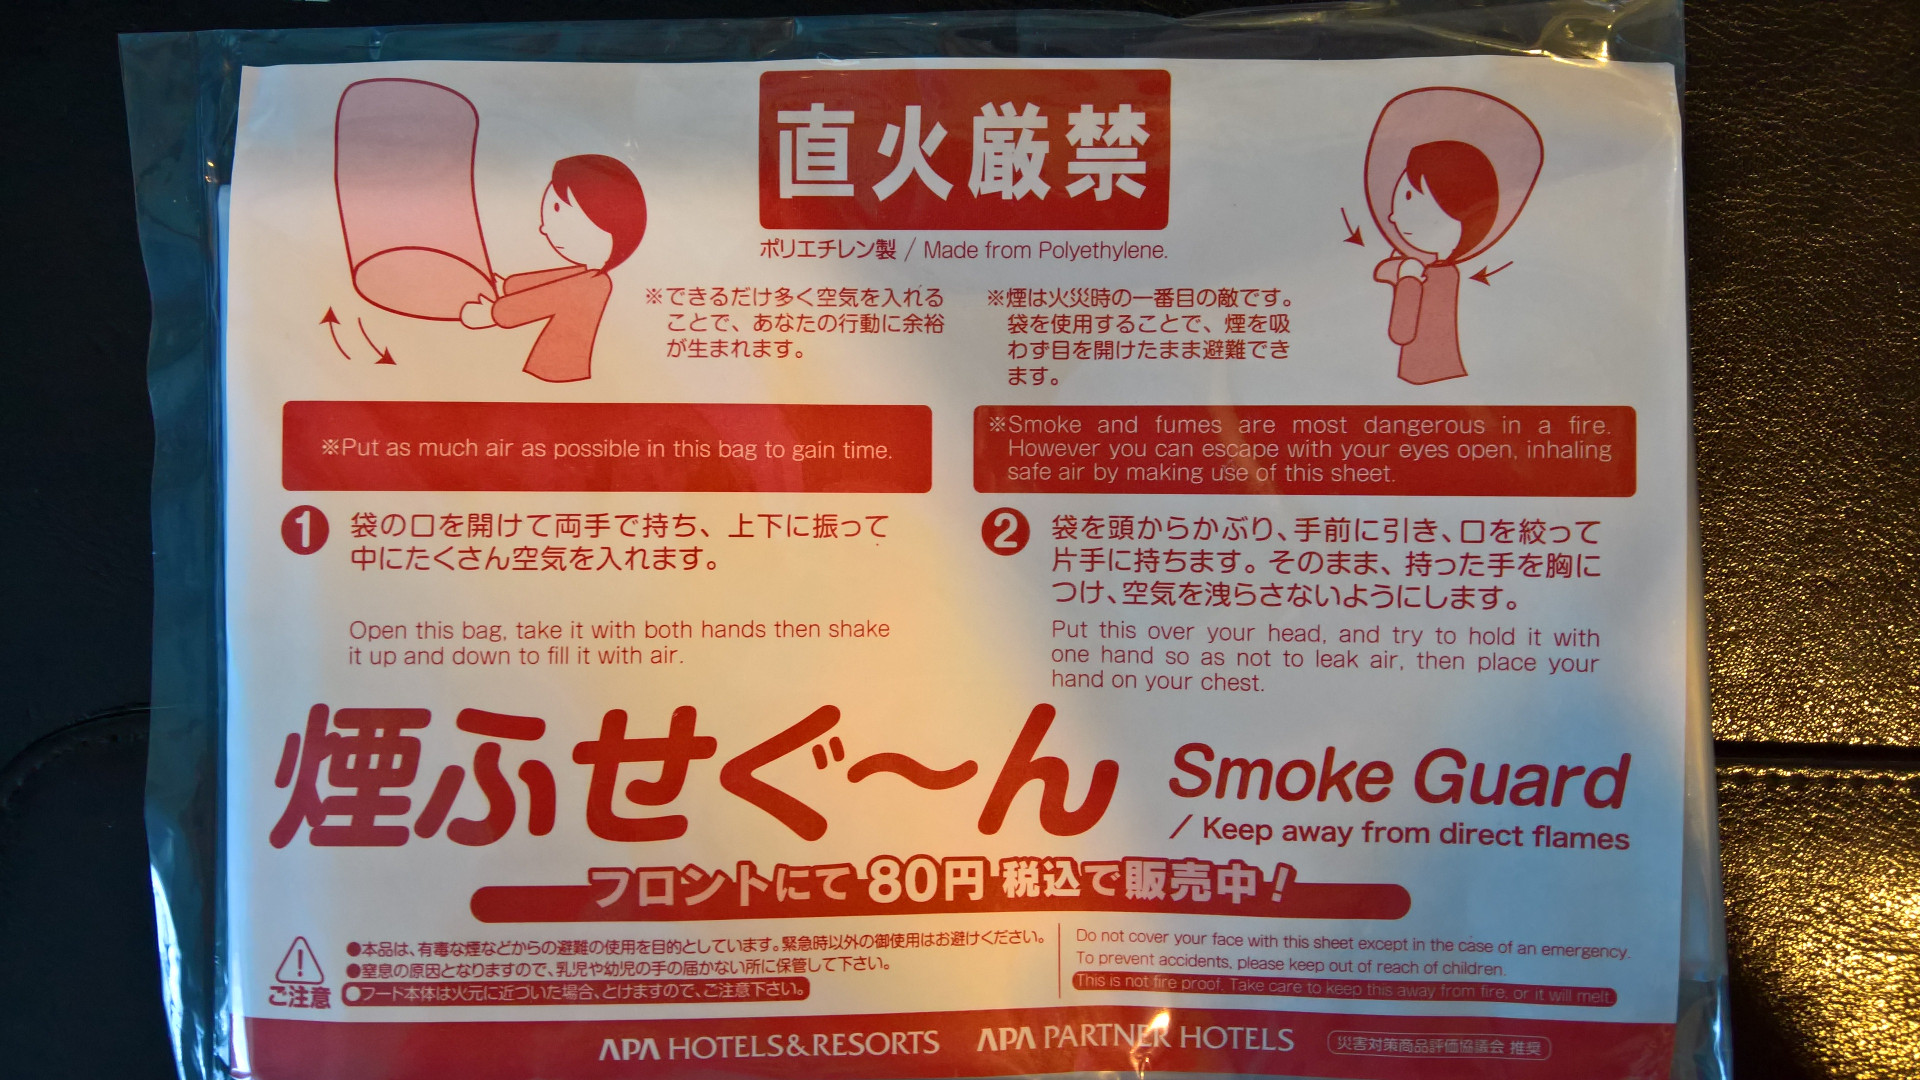 直火厳禁
ポリエチレン製 / Made from Polyethylene.
※できるだけ多く空気を入れる
ことで、あなたの行動に余裕
が生まれます。
※煙は火災時の一番目の敵です。
袋を使用することで、煙を吸
わず目を開けたまま避難でき
ます。
※Put as much air as possible in this bag to gain time.
※Smoke and fumes are most dangerous in a fire.
However you can escape with your eyes open, inhaling
safe air by making use of this sheet.
1 袋の口を開けて両手で持ち、上下に振って
中にたくさん空気を入れます。
Open this bag, take it with both hands then shake
it up and down to fill it with air.
2 袋を頭からかぶり、手前に引き、口を絞って
片手に持ちます。そのまま、持った手を胸に
つけ、空気を洩らさないようにします。
Put this over your head, and try to hold it with
one hand so as not to leak air, then place your
hand on your chest.
煙ふせぐ〜ん
Smoke Guard
/ Keep away from direct flames
フロントにて80円税込で販売中!
ご注意
●本品は、有毒な煙などからの避難の使用を目的としています。緊急時以外の御使用はお避けください。
●窒息の原因となりますので、乳児や幼児の手の届かない所に保管して下さい。
●フード本体は火元に近づいた場合、とけますので、ご注意下さい。
Do not cover your face with this sheet except in the case of an emergency.
To prevent accidents, please keep out of reach of children.
This is not fire proof. Take care to keep this away from fire, or it will melt.
APA HOTELS&RESORTS
APA PARTNER HOTELS
災害対策商品評価協議会 推奨